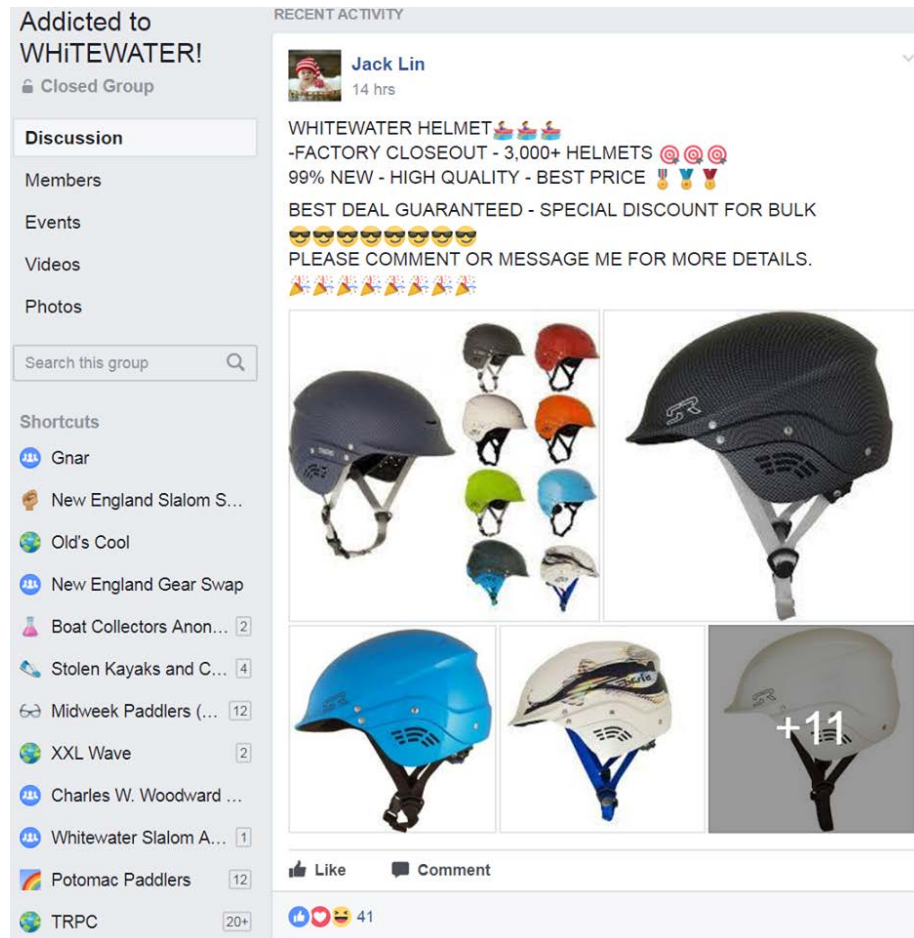 Addicted to
WHiTEWATER!
Closed Group
Discussion
Members
Events
Videos
Photos
Search this group
Shortcuts
Gnar
New England Slalom S...
Old's Cool
New England Gear Swap
Boat Collectors Anon... 2
Stolen Kayaks and C... 4
Midweek Paddlers (... 12
XXL Wave 2
Charles W. Woodward ...
Whitewater Slalom A... 1
Potomac Paddlers 12
TRPC 20+
RECENT ACTIVITY
Jack Lin
14 hrs
WHITEWATER HELMET🚣🚣🚣
-FACTORY CLOSEOUT - 3,000+ HELMETS 🎯🎯🎯
99% NEW - HIGH QUALITY - BEST PRICE 🎖🏅🏅
BEST DEAL GUARANTEED - SPECIAL DISCOUNT FOR BULK
😎😎😎😎😎😎😎😎
PLEASE COMMENT OR MESSAGE ME FOR MORE DETAILS.
🎉🎉🎉🎉🎉🎉🎉🎉
SR
+11
Like
Comment
41